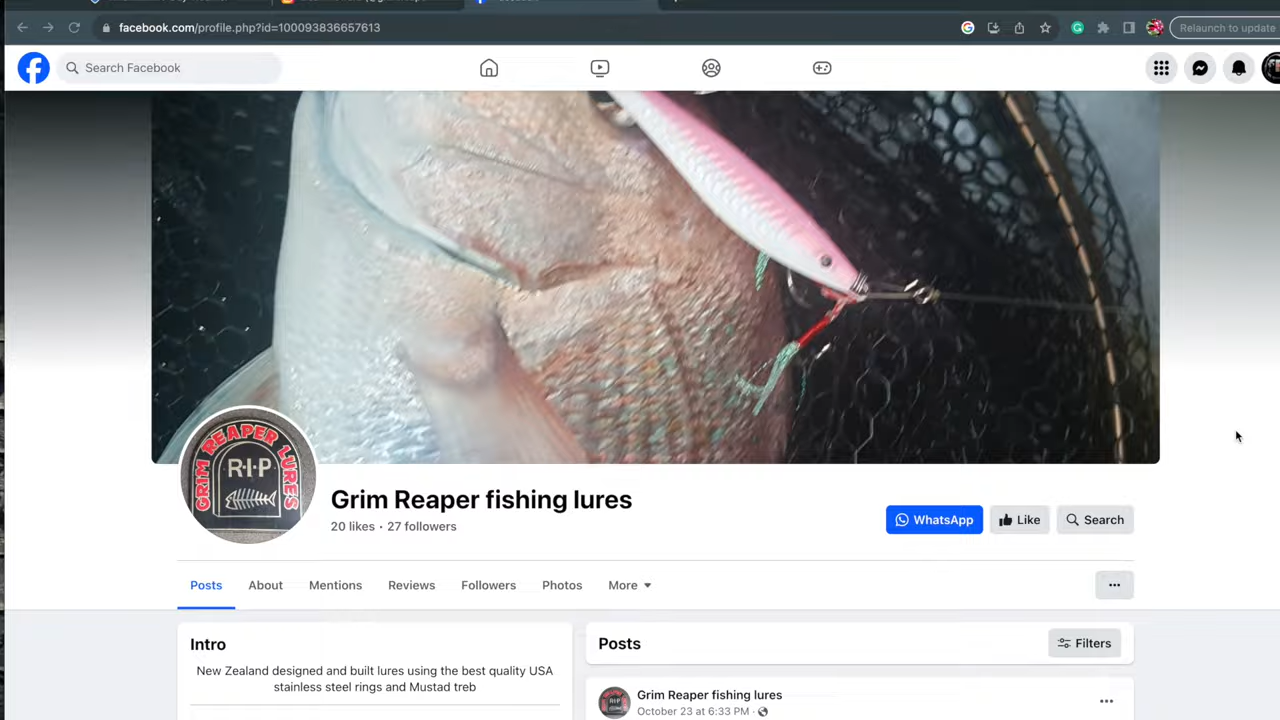 facebook.com/profile.php?id=100093836657613
Relaunch to update
Search Facebook
GRIM REAPER LURES
R·I·P
Grim Reaper fishing lures
20 likes • 27 followers
WhatsApp
Like
Search
Posts
About
Mentions
Reviews
Followers
Photos
More
Intro
New Zealand designed and built lures using the best quality USA
stainless steel rings and Mustad treb
Posts
Filters
Grim Reaper fishing lures
October 23 at 6:33 PM ·